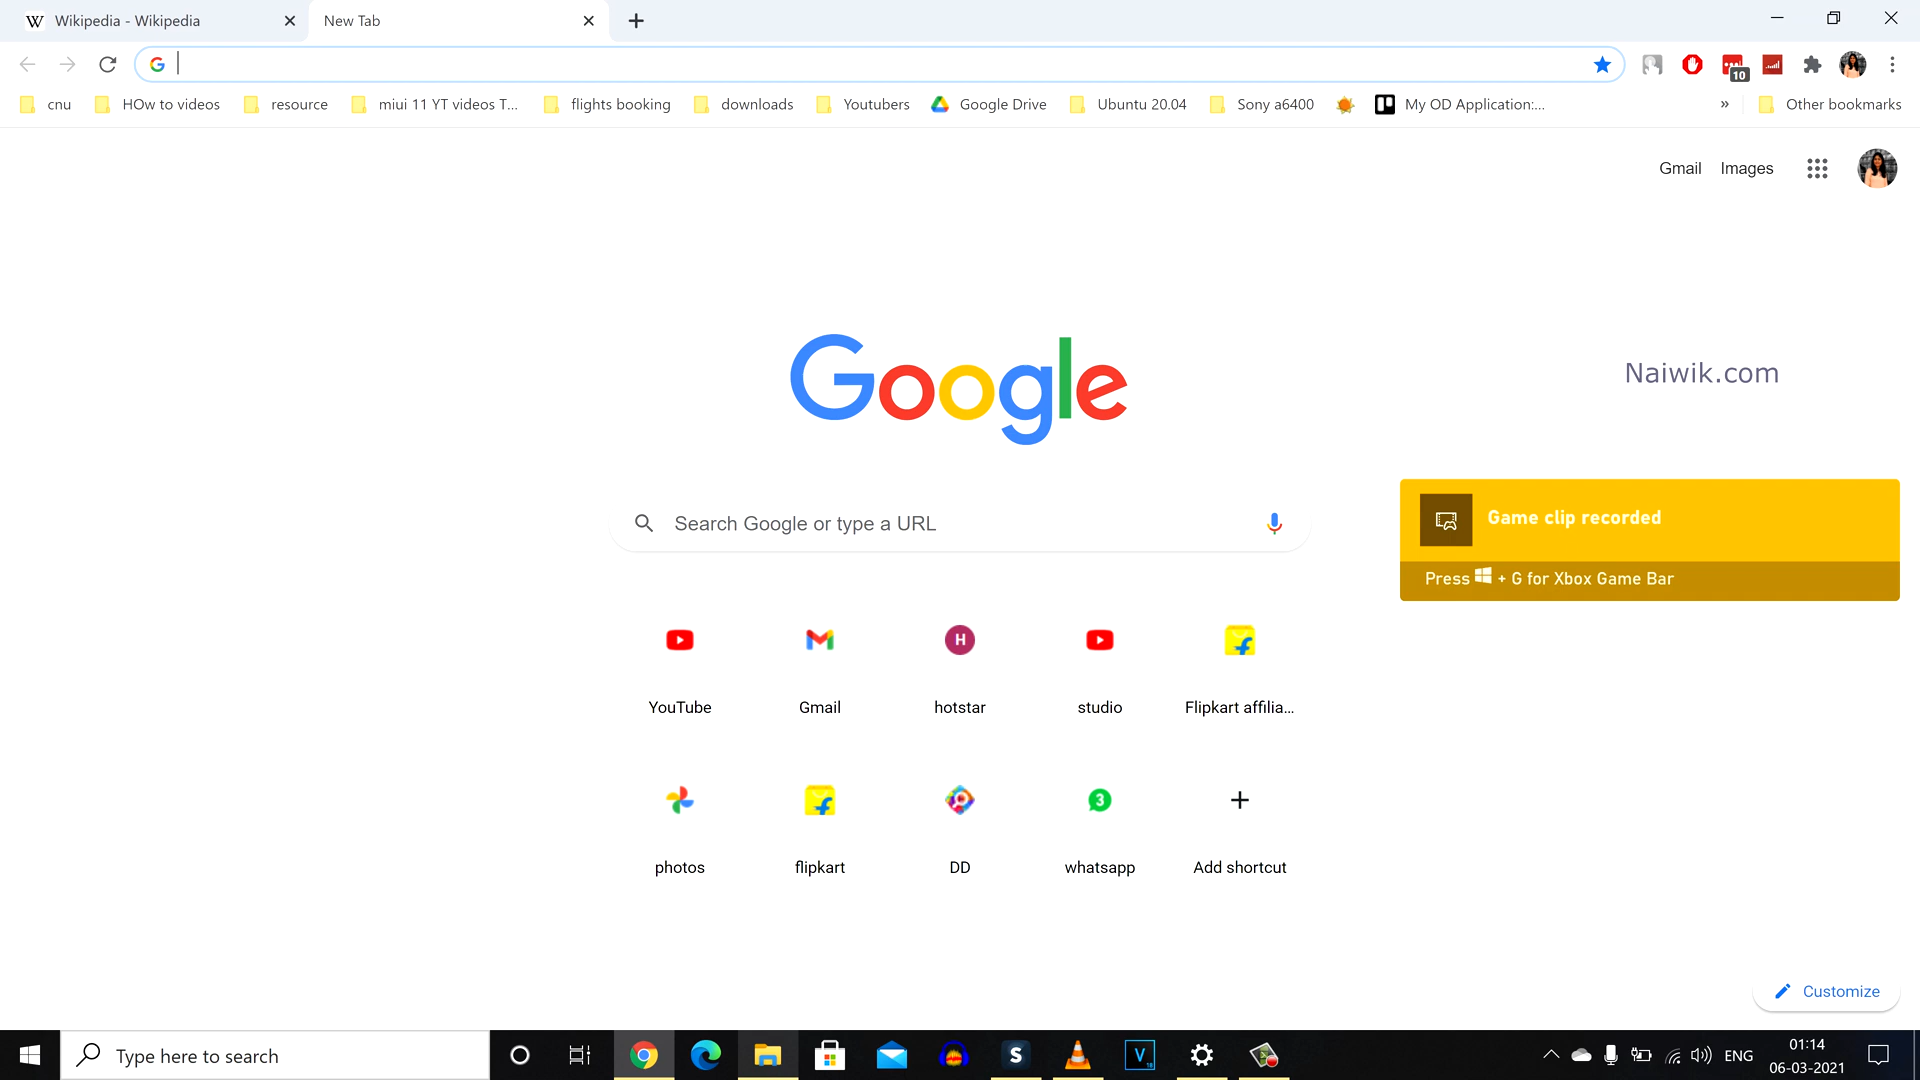 W Wikipedia - Wikipedia
New Tab
10
cnu
HOw to videos
resource
miui 11 YT videos T...
flights booking
downloads
Youtubers
Google Drive
Ubuntu 20.04
Sony a6400
My OD Application:...
»
Other bookmarks
Gmail
Images
Google
Naiwik.com
Search Google or type a URL
Game clip recorded
Press + G for Xbox Game Bar
H
YouTube
Gmail
hotstar
studio
Flipkart affilia...
3
photos
flipkart
DD
whatsapp
Add shortcut
Customize
Type here to search
S
V
ENG
01:14
06-03-2021